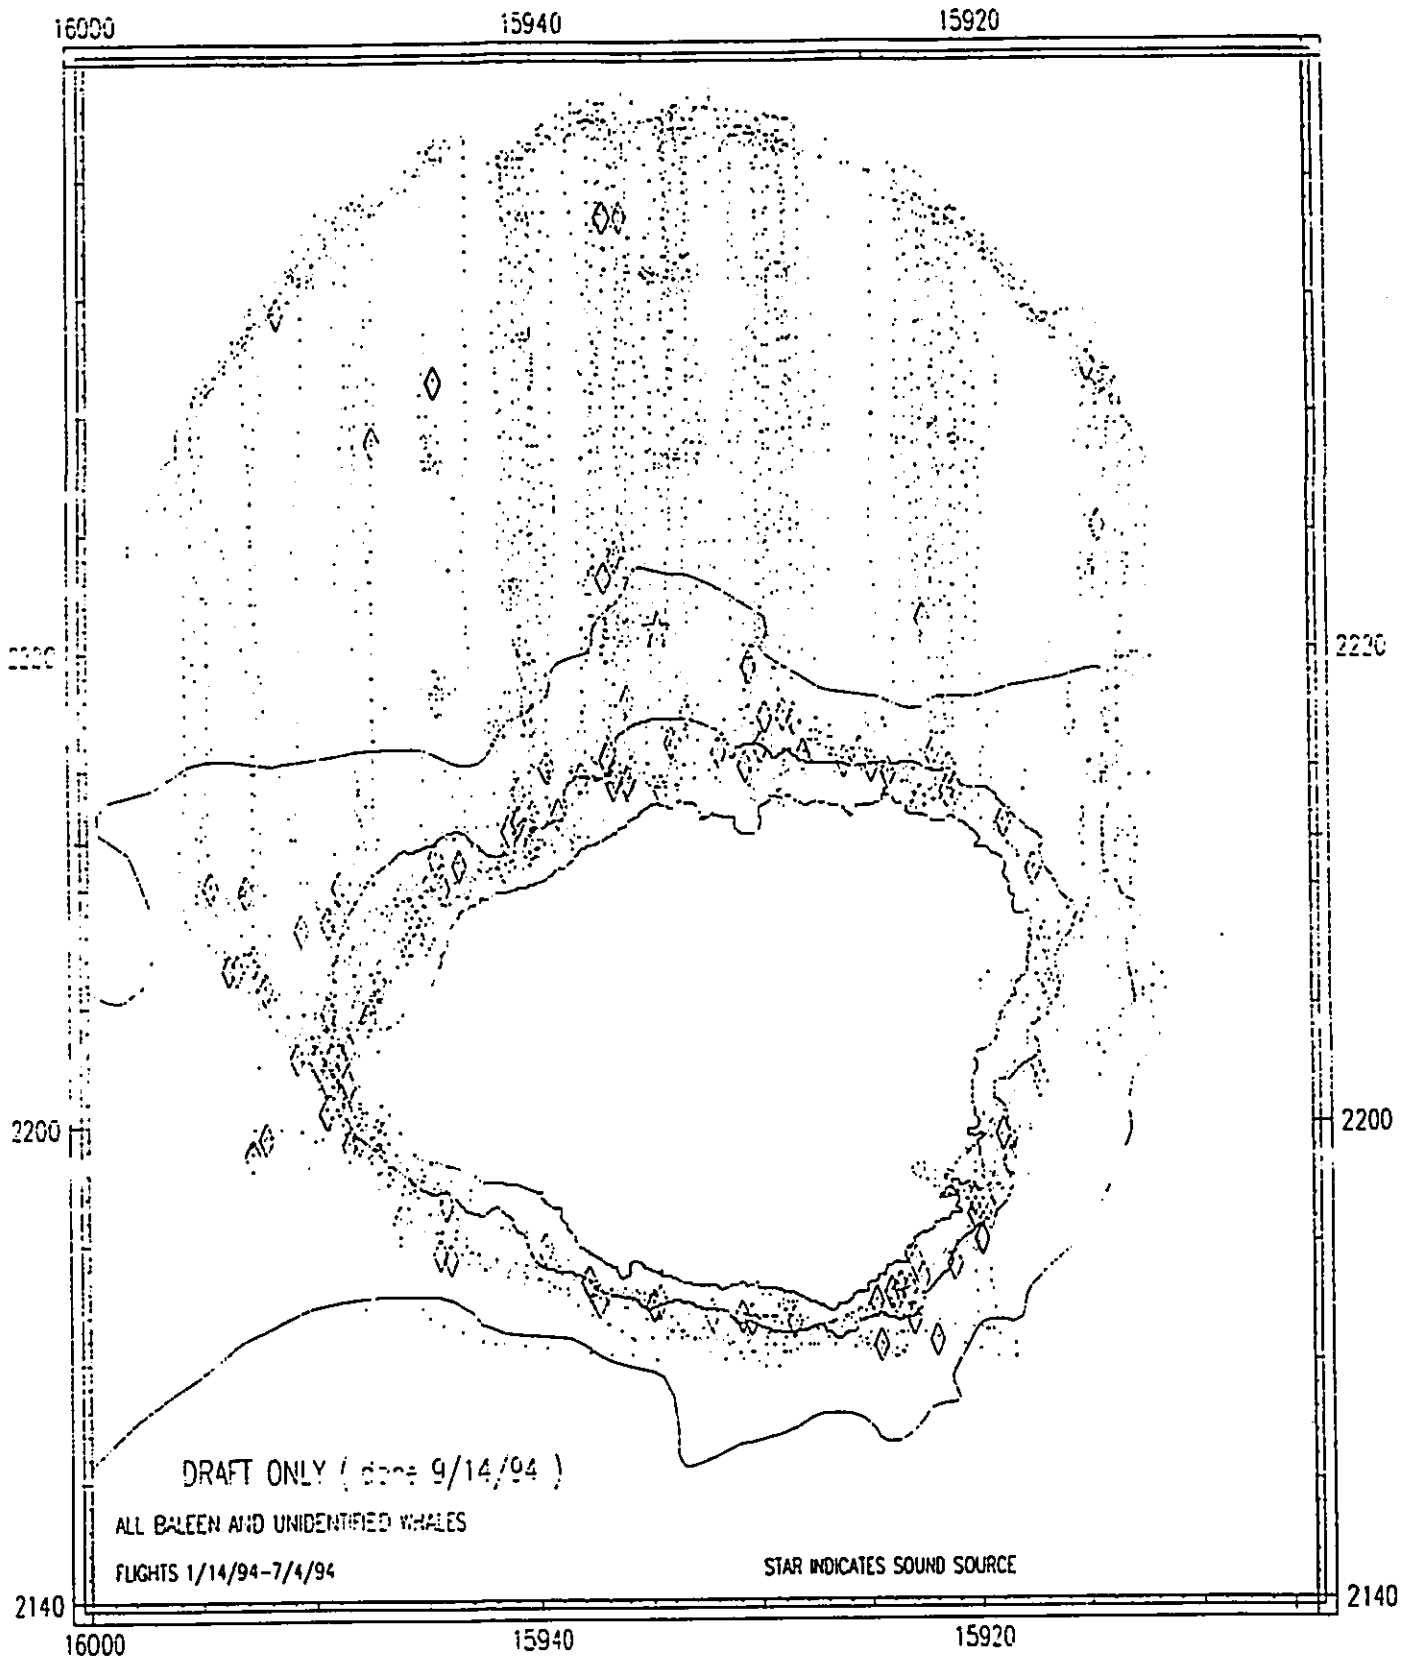 16000 15940 15920
2220 2220
2200 2200
DRAFT ONLY ( done 9/14/94 )
ALL BALEEN AND UNIDENTIFIED WHALES
FLIGHTS 1/14/94-7/4/94
STAR INDICATES SOUND SOURCE
2140 2140
16000 15940 15920